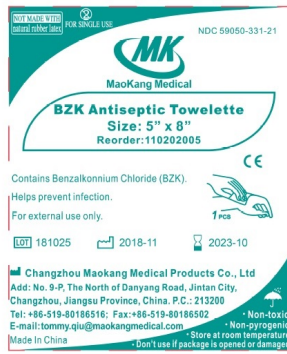 NOT MADE WITH
natural rubber latex
FOR SINGLE USE
NDC 59050-331-21
MK
MaoKang Medical
BZK Antiseptic Towelette
Size: 5” x 8”
Reorder:110202005
CE
Contains Benzalkonnium Chloride (BZK).
Helps prevent infection.
For external use only.
1 PCS
LOT 181025
2018-11
2023-10
Changzhou Maokang Medical Products Co., Ltd
Add: No. 9-P, The North of Danyang Road, Jintan City,
Changzhou, Jiangsu Province, China. P.C.: 213200
Tel: +86-519-80186516; Fax:+86-519-80186502
E-mail:tommy.qiu@maokangmedical.com
Made In China
· Non-toxic
· Non-pyrogenic
· Store at room temperature
· Don't use if package is opened or damaged